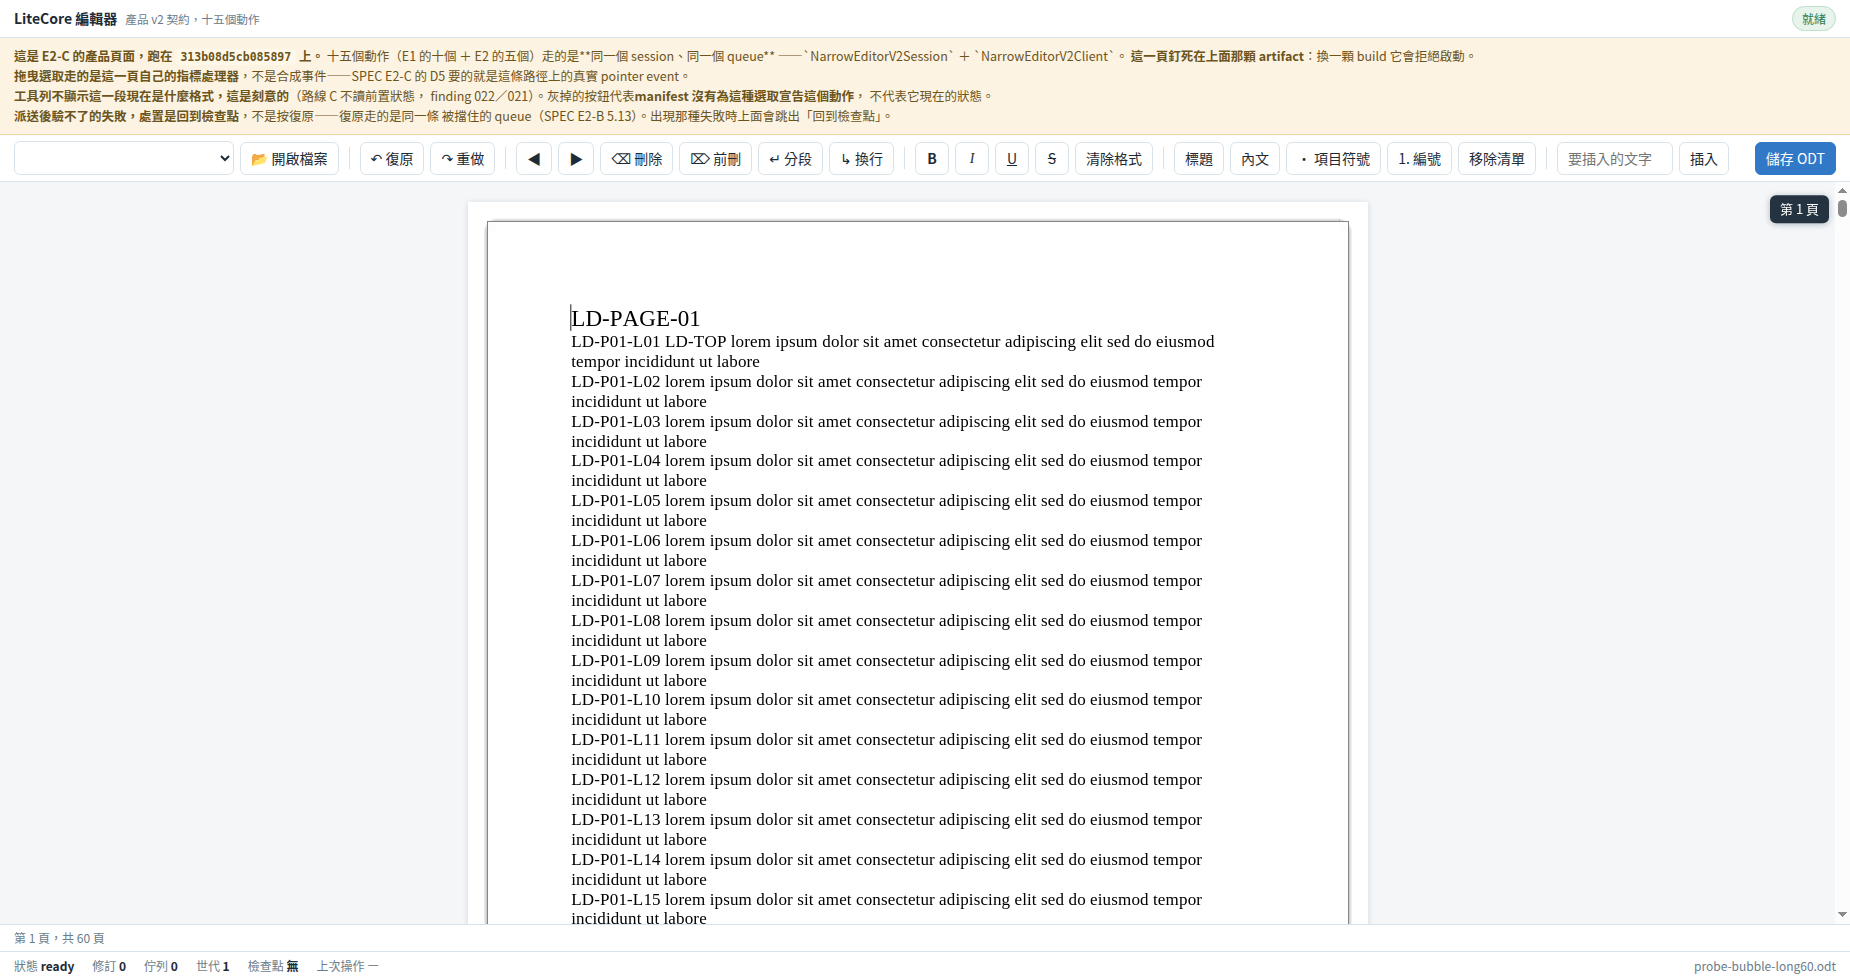 LiteCore 編輯器 產品 v2 契約，十五個動作 就緒
這是 E2-C 的產品頁面，跑在 313b08d5cb085897 上。 十五個動作（E1 的十個 ＋ E2 的五個）走的是**同一個 session、同一個 queue** ——`NarrowEditorV2Session` ＋ `NarrowEditorV2Client`。 這一頁釘死在上面那顆 artifact：換一顆 build 它會拒絕啟動。
拖曳選取走的是這一頁自己的指標處理器，不是合成事件——SPEC E2-C 的 D5 要的就是這條路徑上的真實 pointer event。
工具列不顯示這一段現在是什麼格式，這是刻意的（路線 C 不讀前置狀態， finding 022／021）。灰掉的按鈕代表manifest 沒有為這種選取宣告這個動作， 不代表它現在的狀態。
派送後驗不了的失敗，處置是回到檢查點，不是按復原——復原走的是同一條 被擋住的 queue（SPEC E2-B 5.13）。出現那種失敗時上面會跳出「回到檢查點」。
📂 開啟檔案 ↶ 復原 ↷ 重做 ◀ ▶ ⌫ 刪除 ⌦ 前刪 ↵ 分段 ↳ 換行 B I U S 清除格式 標題 內文 • 項目符號 1. 編號 移除清單 要插入的文字 插入 儲存 ODT
第 1 頁
LD-PAGE-01
LD-P01-L01 LD-TOP lorem ipsum dolor sit amet consectetur adipiscing elit sed do eiusmod
tempor incididunt ut labore
LD-P01-L02 lorem ipsum dolor sit amet consectetur adipiscing elit sed do eiusmod tempor
incididunt ut labore
LD-P01-L03 lorem ipsum dolor sit amet consectetur adipiscing elit sed do eiusmod tempor
incididunt ut labore
LD-P01-L04 lorem ipsum dolor sit amet consectetur adipiscing elit sed do eiusmod tempor
incididunt ut labore
LD-P01-L05 lorem ipsum dolor sit amet consectetur adipiscing elit sed do eiusmod tempor
incididunt ut labore
LD-P01-L06 lorem ipsum dolor sit amet consectetur adipiscing elit sed do eiusmod tempor
incididunt ut labore
LD-P01-L07 lorem ipsum dolor sit amet consectetur adipiscing elit sed do eiusmod tempor
incididunt ut labore
LD-P01-L08 lorem ipsum dolor sit amet consectetur adipiscing elit sed do eiusmod tempor
incididunt ut labore
LD-P01-L09 lorem ipsum dolor sit amet consectetur adipiscing elit sed do eiusmod tempor
incididunt ut labore
LD-P01-L10 lorem ipsum dolor sit amet consectetur adipiscing elit sed do eiusmod tempor
incididunt ut labore
LD-P01-L11 lorem ipsum dolor sit amet consectetur adipiscing elit sed do eiusmod tempor
incididunt ut labore
LD-P01-L12 lorem ipsum dolor sit amet consectetur adipiscing elit sed do eiusmod tempor
incididunt ut labore
LD-P01-L13 lorem ipsum dolor sit amet consectetur adipiscing elit sed do eiusmod tempor
incididunt ut labore
LD-P01-L14 lorem ipsum dolor sit amet consectetur adipiscing elit sed do eiusmod tempor
incididunt ut labore
LD-P01-L15 lorem ipsum dolor sit amet consectetur adipiscing elit sed do eiusmod tempor
incididunt ut labore
第 1 頁，共 60 頁
狀態 ready 修訂 0 佇列 0 世代 1 檢查點 無 上次操作 — probe-bubble-long60.odt